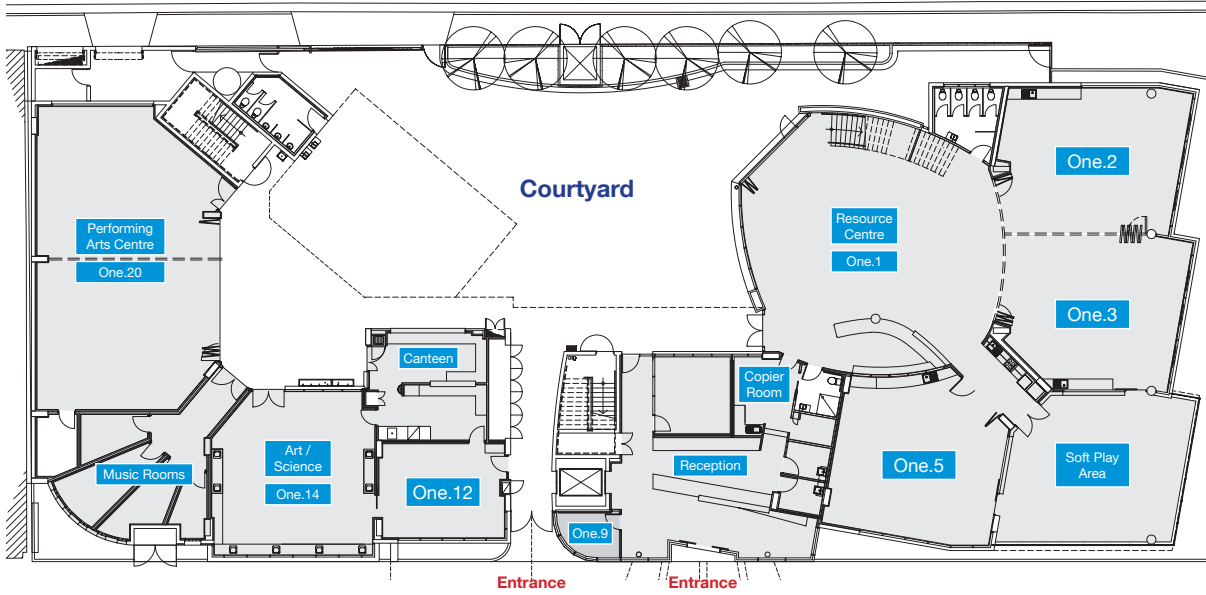 Courtyard
One.2
Performing
Arts Centre
One.20
Resource
Centre
One.1
One.3
Canteen
Copier
Room
Art /
Science
One.14
Music Rooms
One.12
Reception
One.5
Soft Play
Area
One.9
Entrance
Entrance